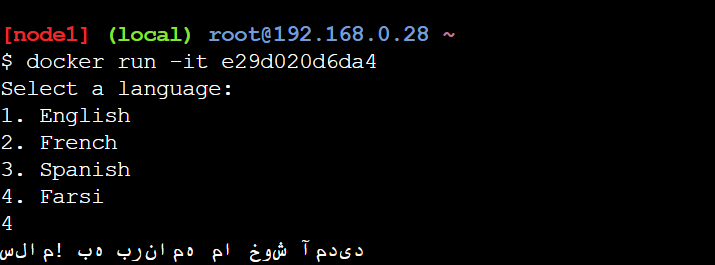 [node1] (local) root@192.168.0.28 ~
$ docker run -it e29d020d6da4
Select a language:
1. English
2. French
3. Spanish
4. Farsi
4
سلام! به برنامه ما خوش آمدید